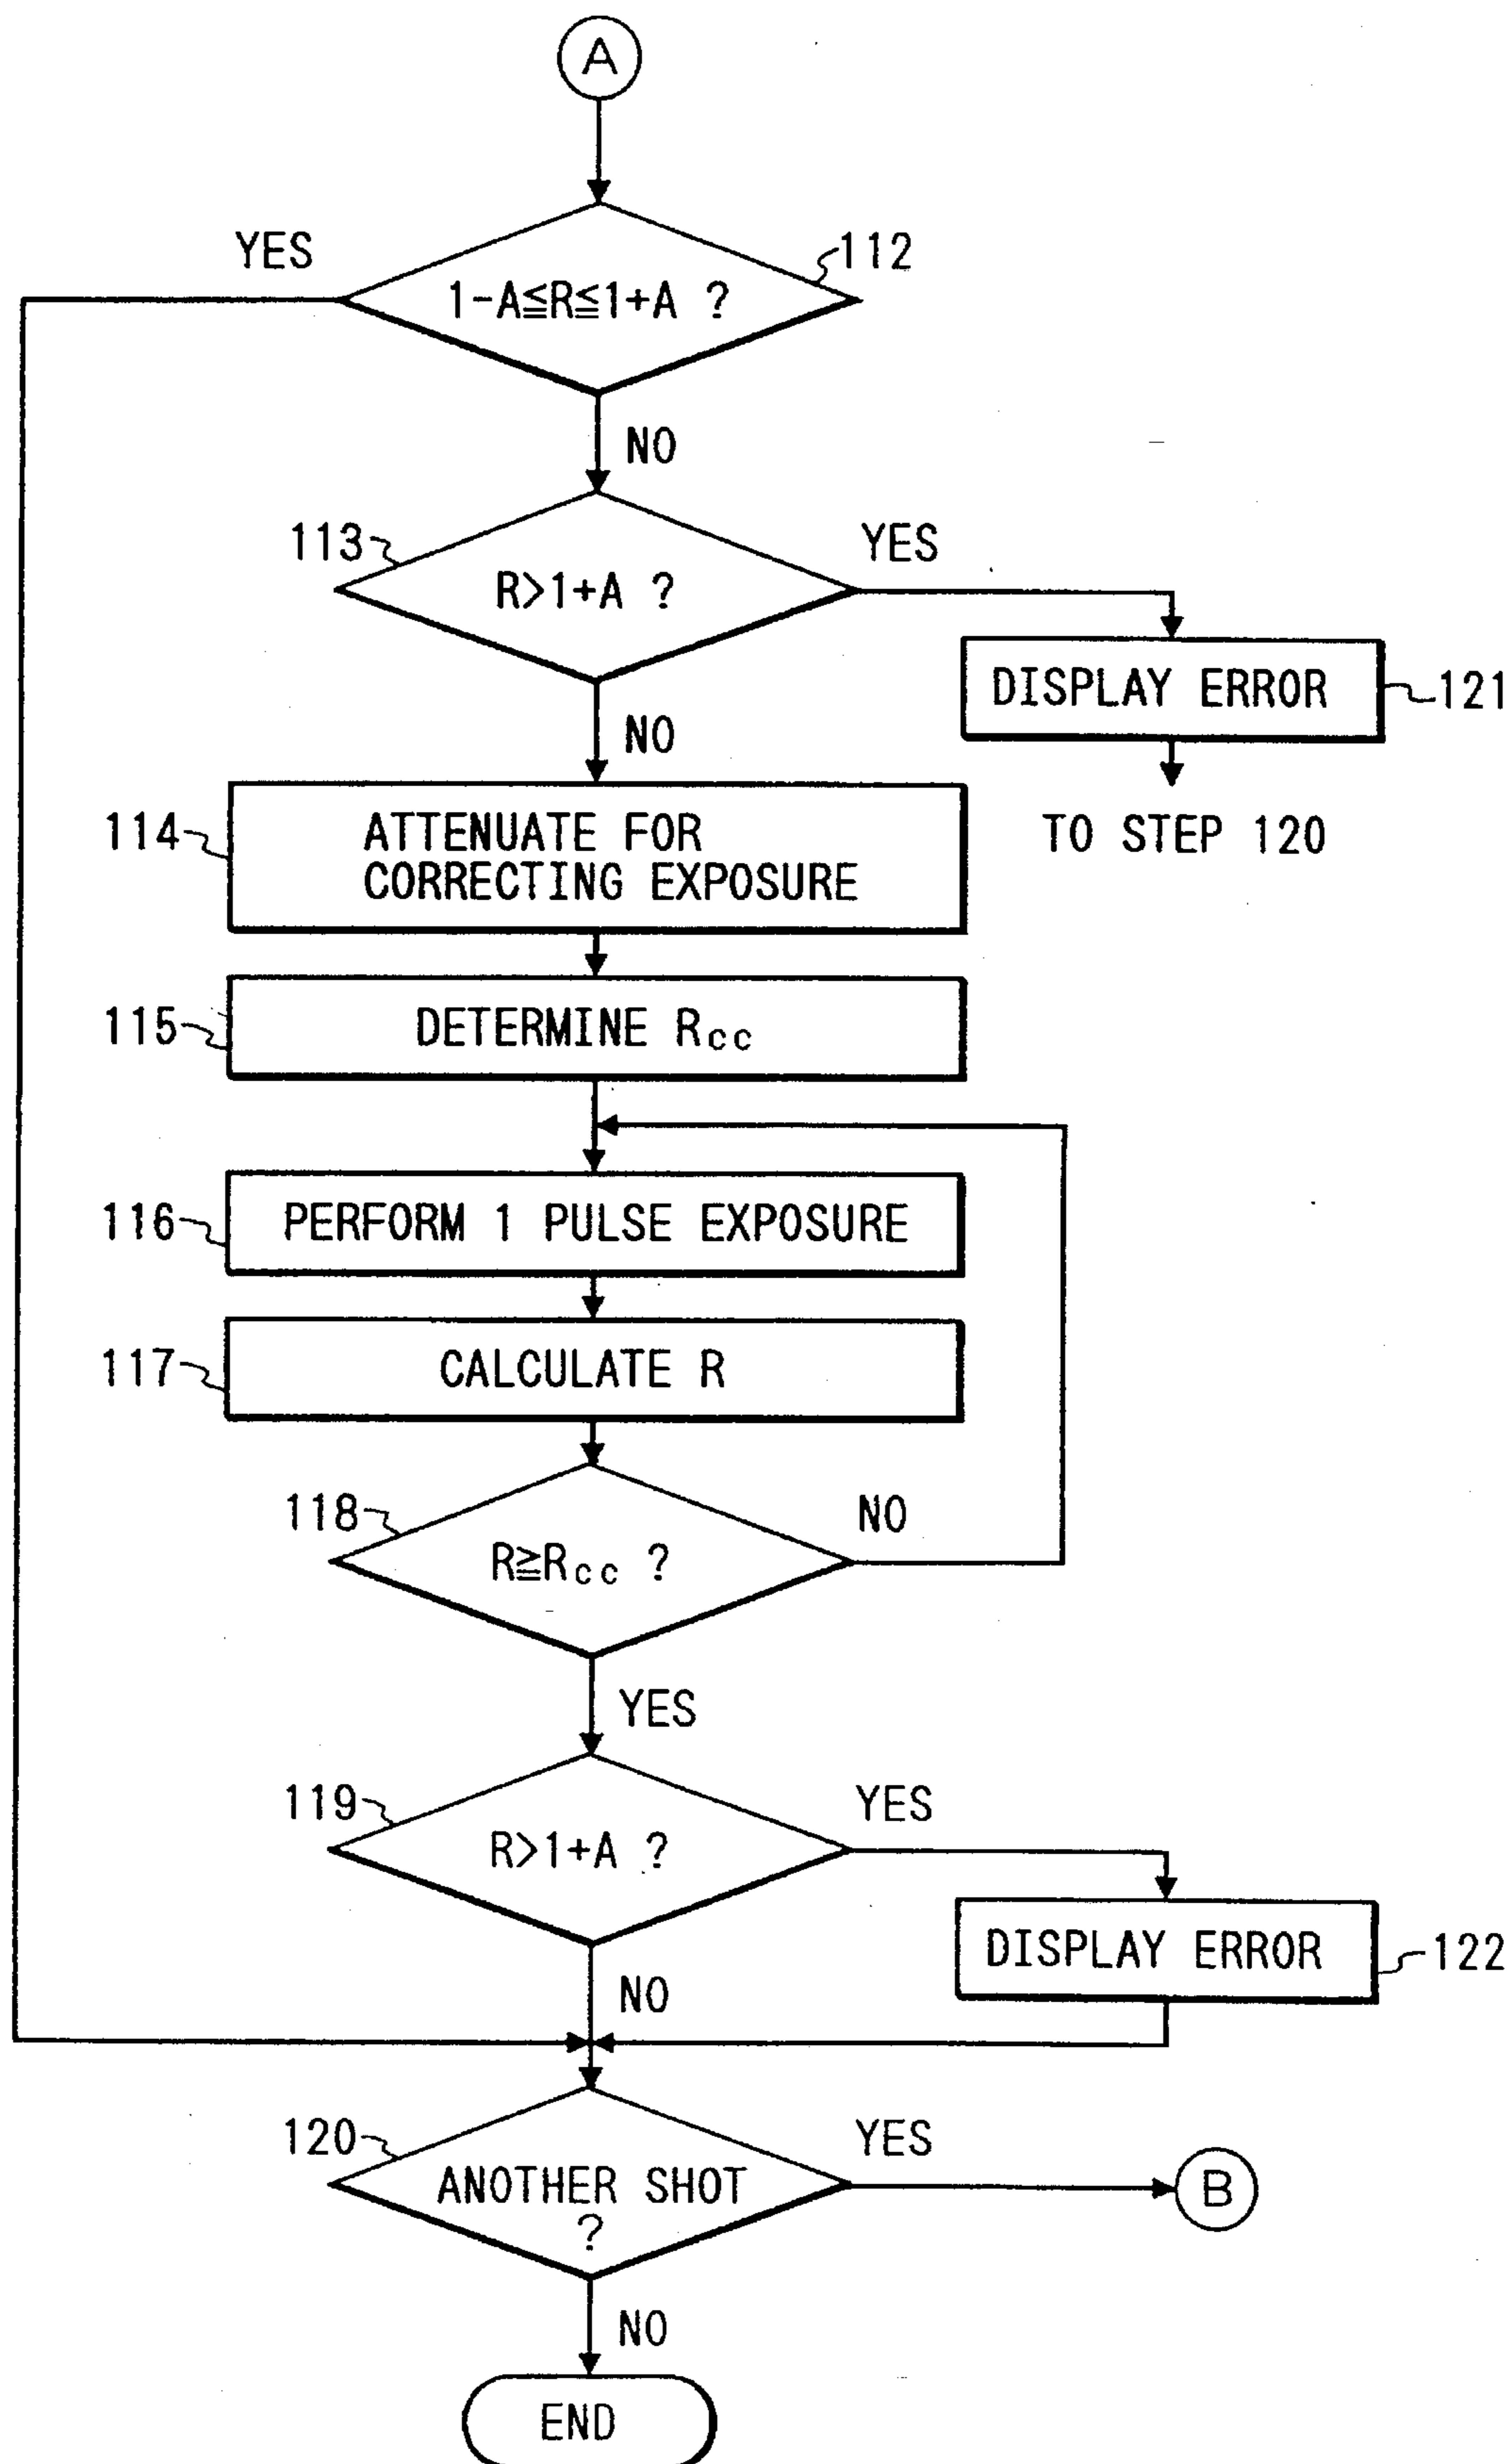 A
YES
112
1-A≦R≦1+A ?
NO
113
YES
R>1+A ?
DISPLAY ERROR
121
NO
TO STEP 120
114
ATTENUATE FOR
CORRECTING EXPOSURE
115
DETERMINE Rcc
116
PERFORM 1 PULSE EXPOSURE
117
CALCULATE R
118
NO
R≧Rcc ?
YES
119
YES
R>1+A ?
DISPLAY ERROR
122
NO
120
YES
ANOTHER SHOT
?
B
NO
END